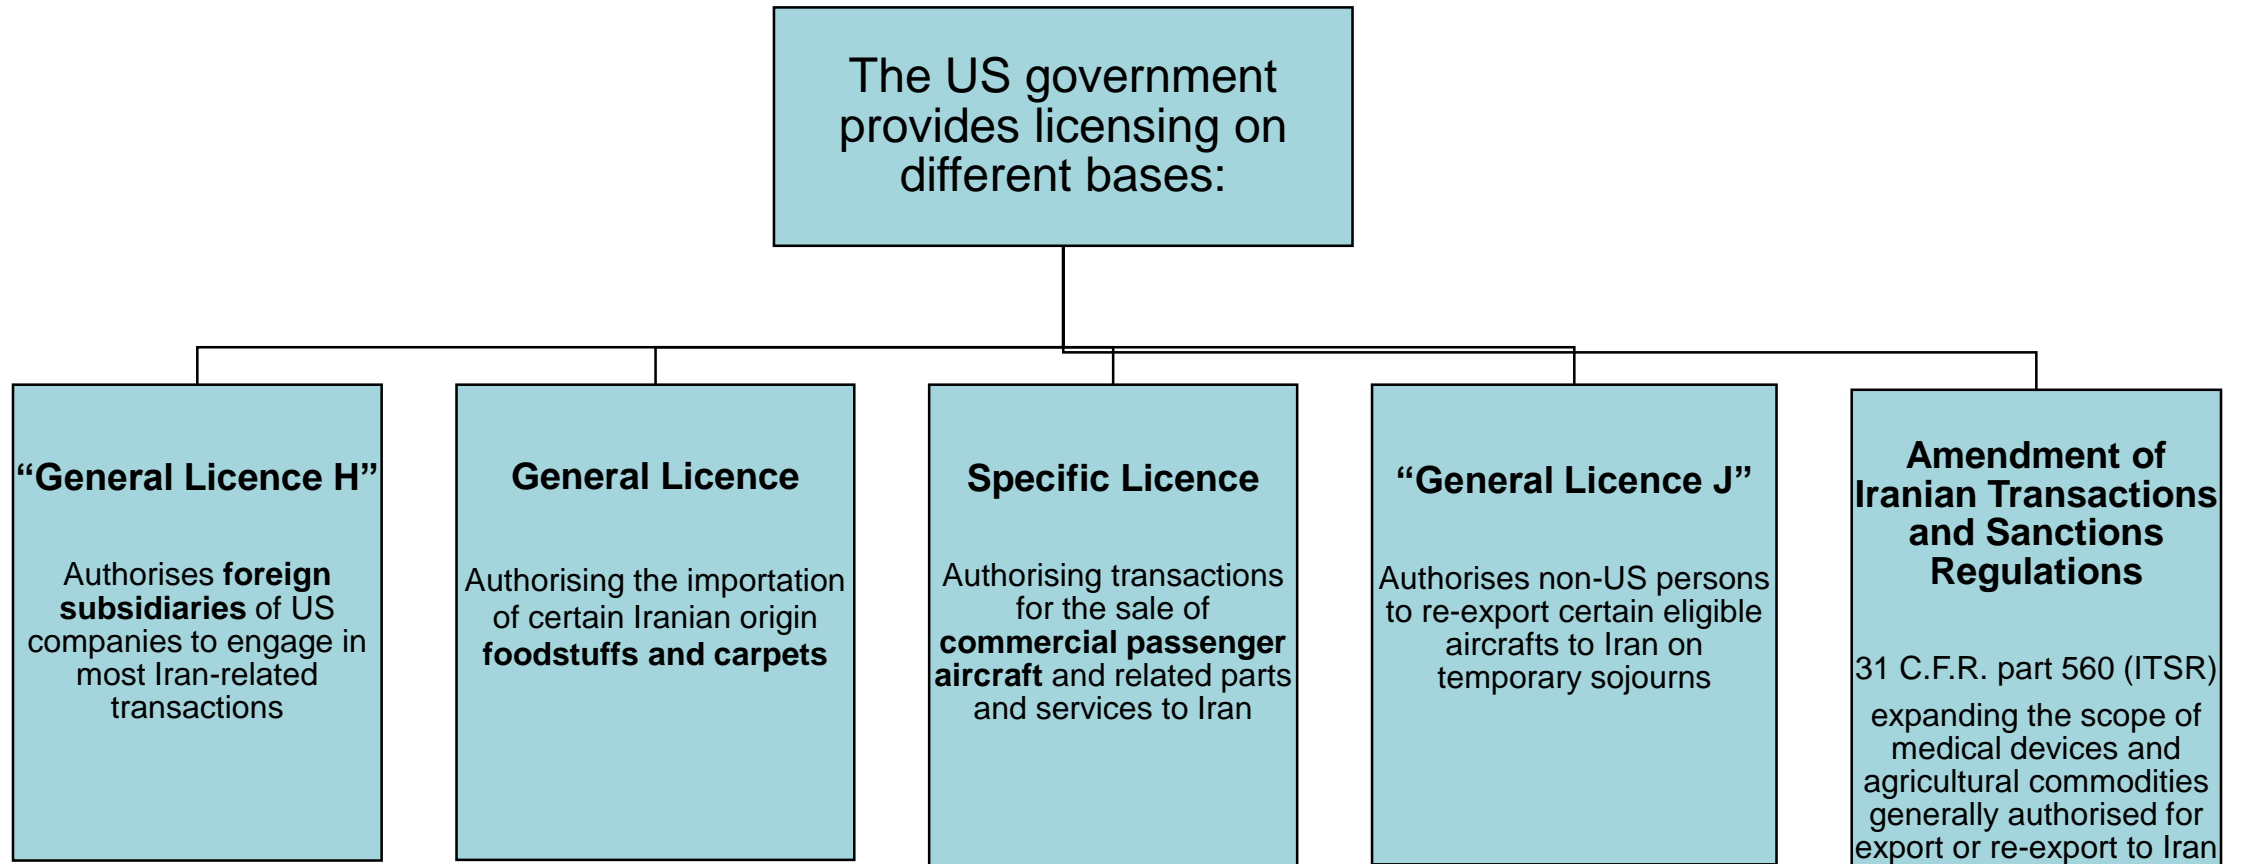 The US government
provides licensing on
different bases:
“General Licence H”
Authorises foreign
subsidiaries of US
companies to engage in
most Iran-related
transactions
General Licence
Authorising the importation
of certain Iranian origin
foodstuffs and carpets
Specific Licence
Authorising transactions
for the sale of
commercial passenger
aircraft and related parts
and services to Iran
“General Licence J”
Authorises non-US persons
to re-export certain eligible
aircrafts to Iran on
temporary sojourns
Amendment of
Iranian Transactions
and Sanctions
Regulations
31 C.F.R. part 560 (ITSR)
expanding the scope of
medical devices and
agricultural commodities
generally authorised for
export or re-export to Iran